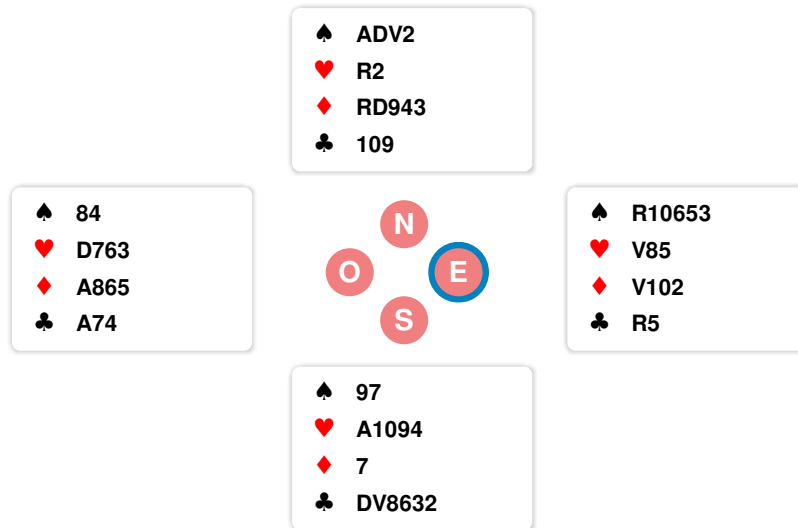 ♠ ADV2
♥ R2
♦ RD943
♣ 109
♠ 84
♥ D763
♦ A865
♣ A74
N
O
E
S
♠ R10653
♥ V85
♦ V102
♣ R5
♠ 97
♥ A1094
♦ 7
♣ DV8632